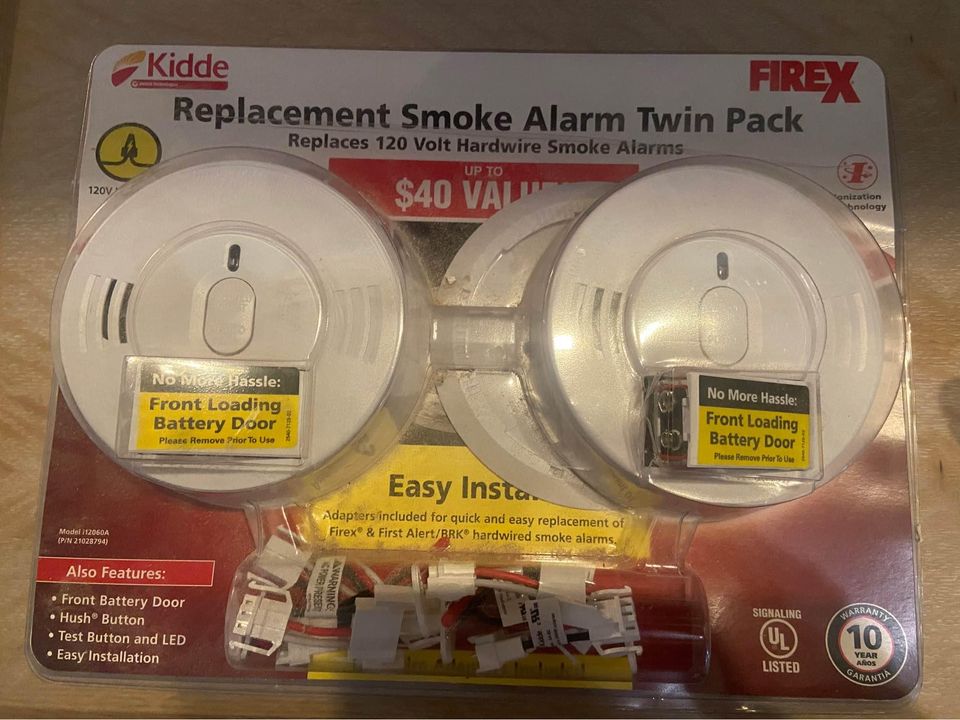 Kidde
FIREX
Replacement Smoke Alarm Twin Pack
Replaces 120 Volt Hardwire Smoke Alarms
120V
UP TO
$40
Ionization
Technology
No More Hassle:
Front Loading
Battery Door
Please Remove Prior To Use
No More Hassle:
Front Loading
Battery Door
Please Remove Prior To Use
Easy
Adapters included for quick and easy replacement of
Firex® & First Alert/BRK® hardwired smoke alarms.
Model i12060A
(P/N 21028794)
Also Features:
• Front Battery Door
• Hush® Button
• Test Button and LED
• Easy Installation
WARNING:
Kidde
SIGNALING
UL
LISTED
WARRANTY
10
YEAR
AÑOS
GARANTIA